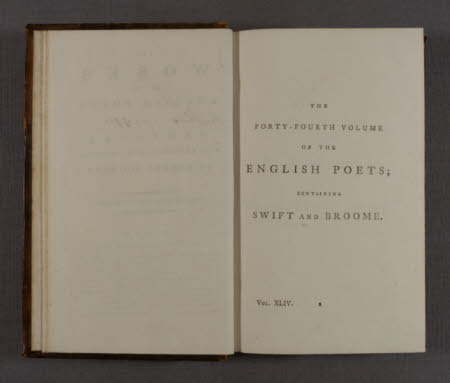 THE
FORTY-FOURTH VOLUME
OF THE
ENGLISH POETS;
CONTAINING
SWIFT AND BROOME.
VOL. XLIV.